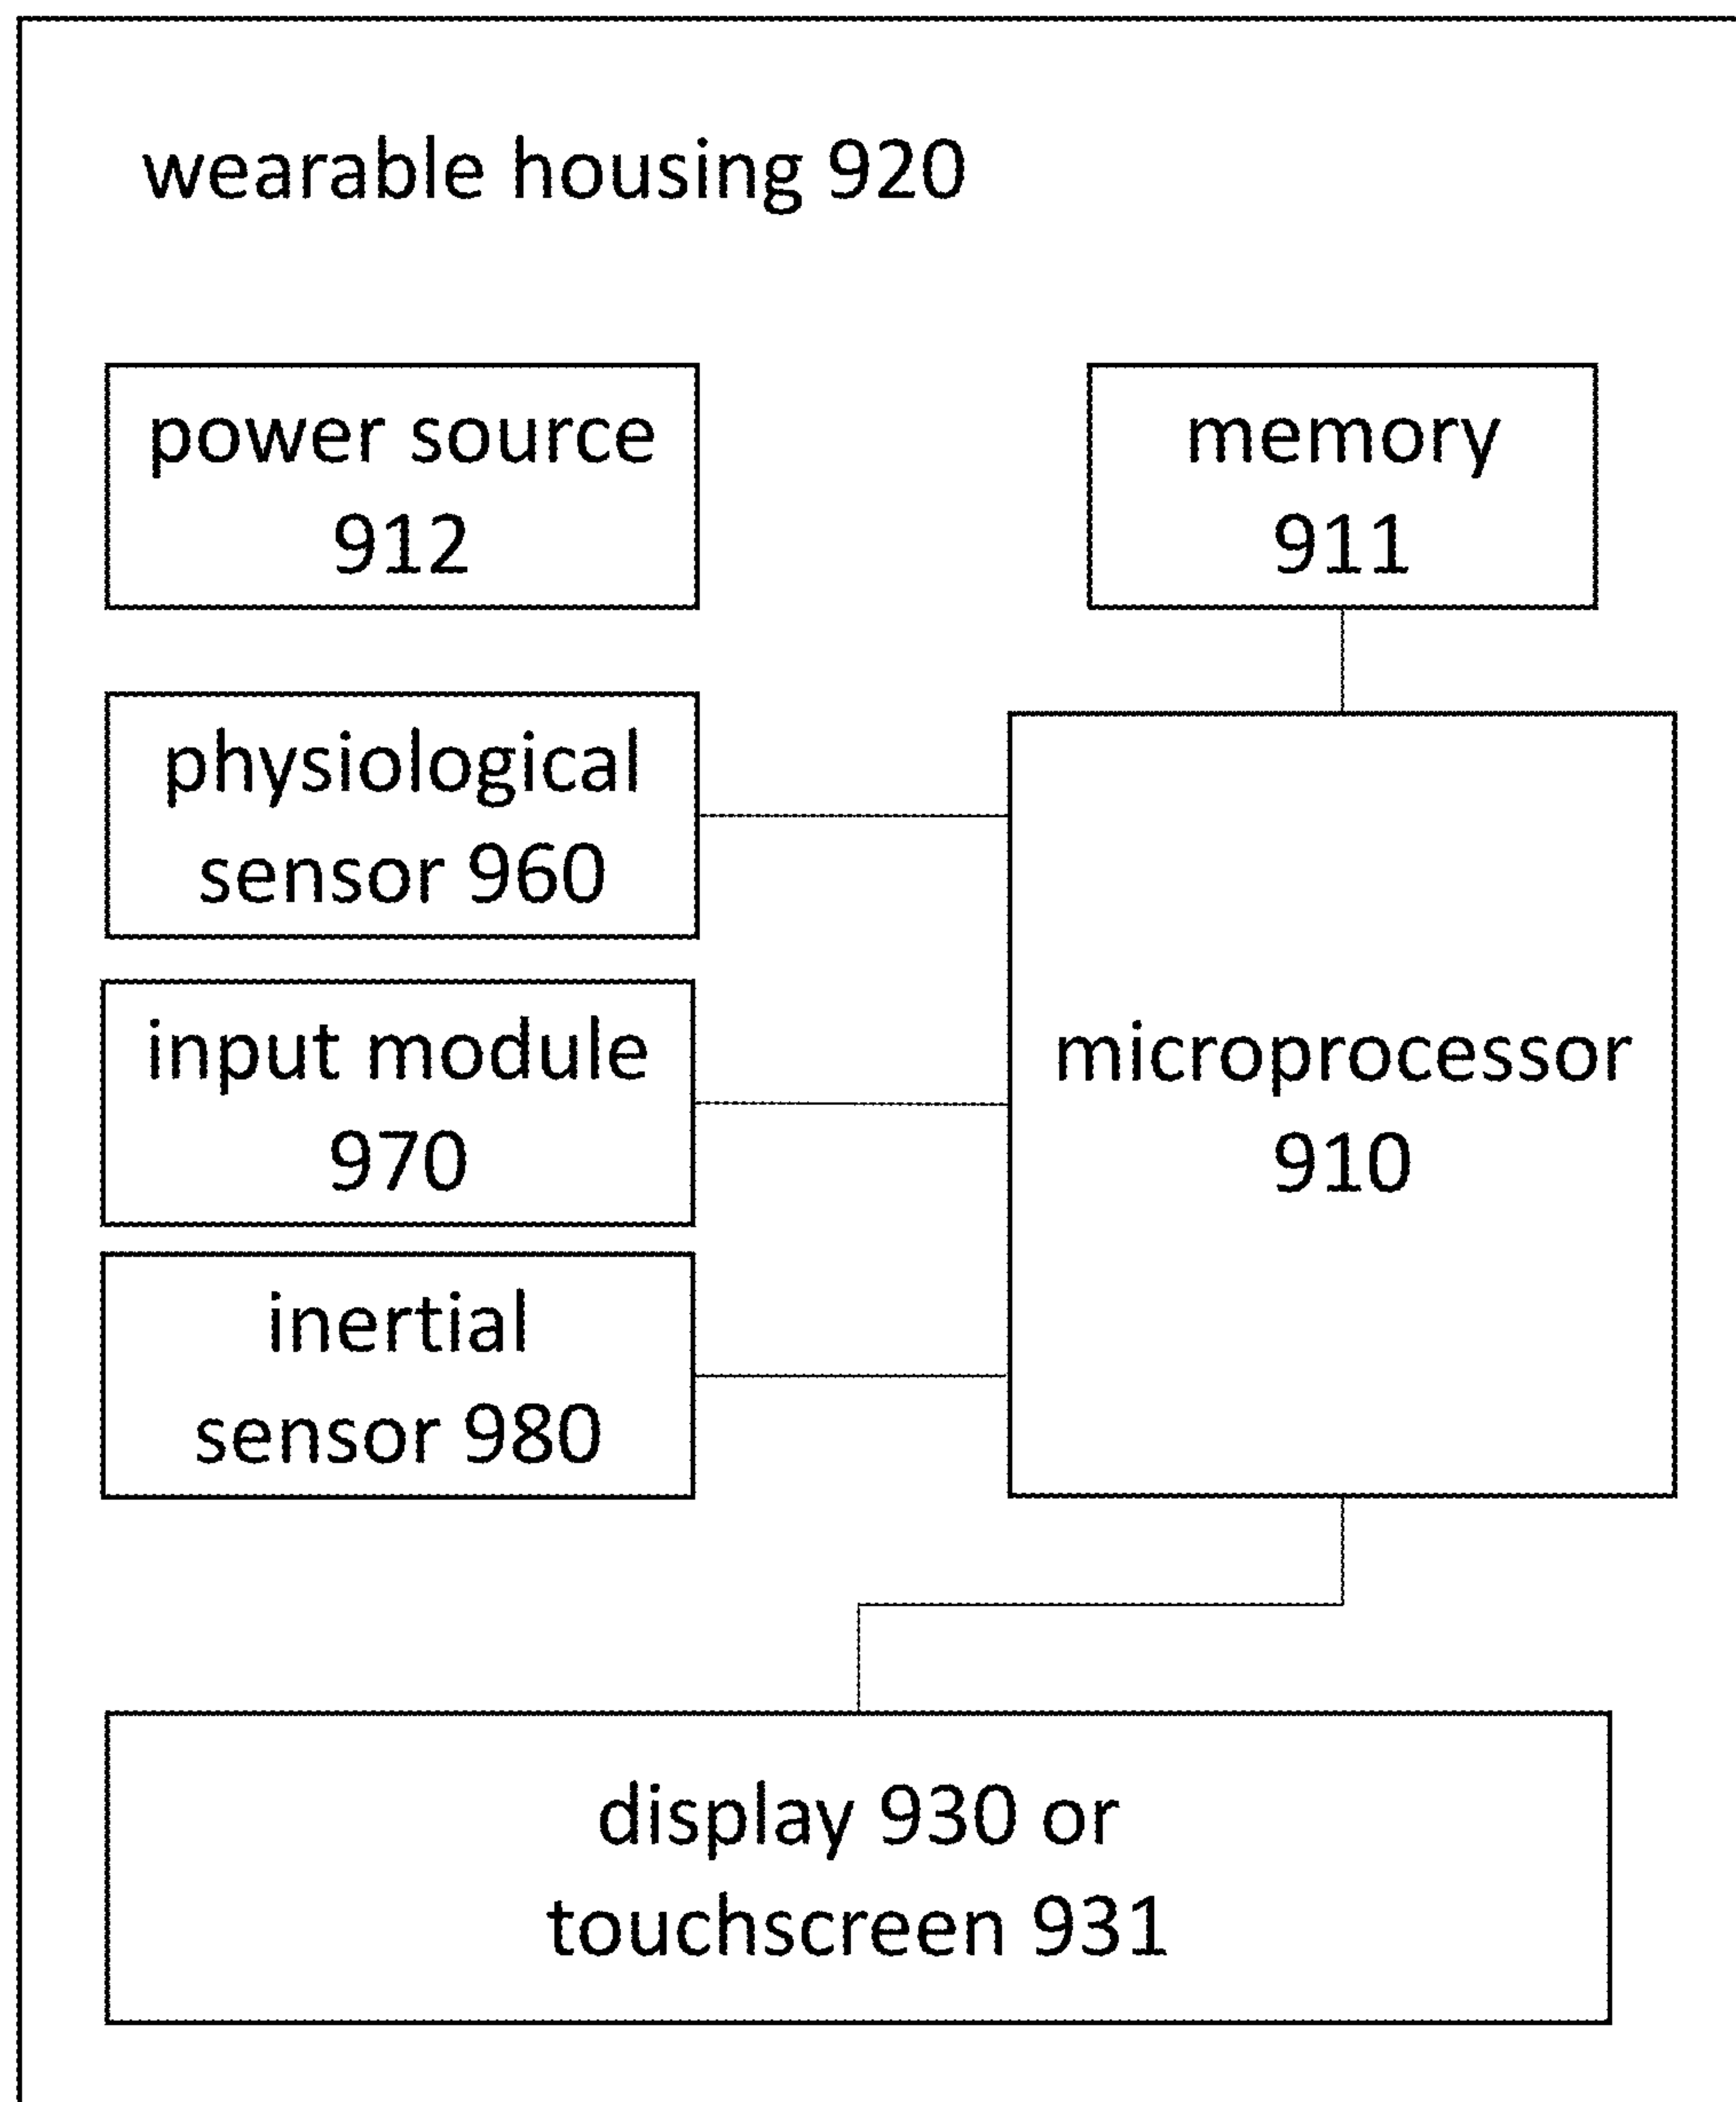 wearable housing 920
power source
912
memory
911
physiological
sensor 960
input module
970
microprocessor
910
inertial
sensor 980
display 930 or
touchscreen 931